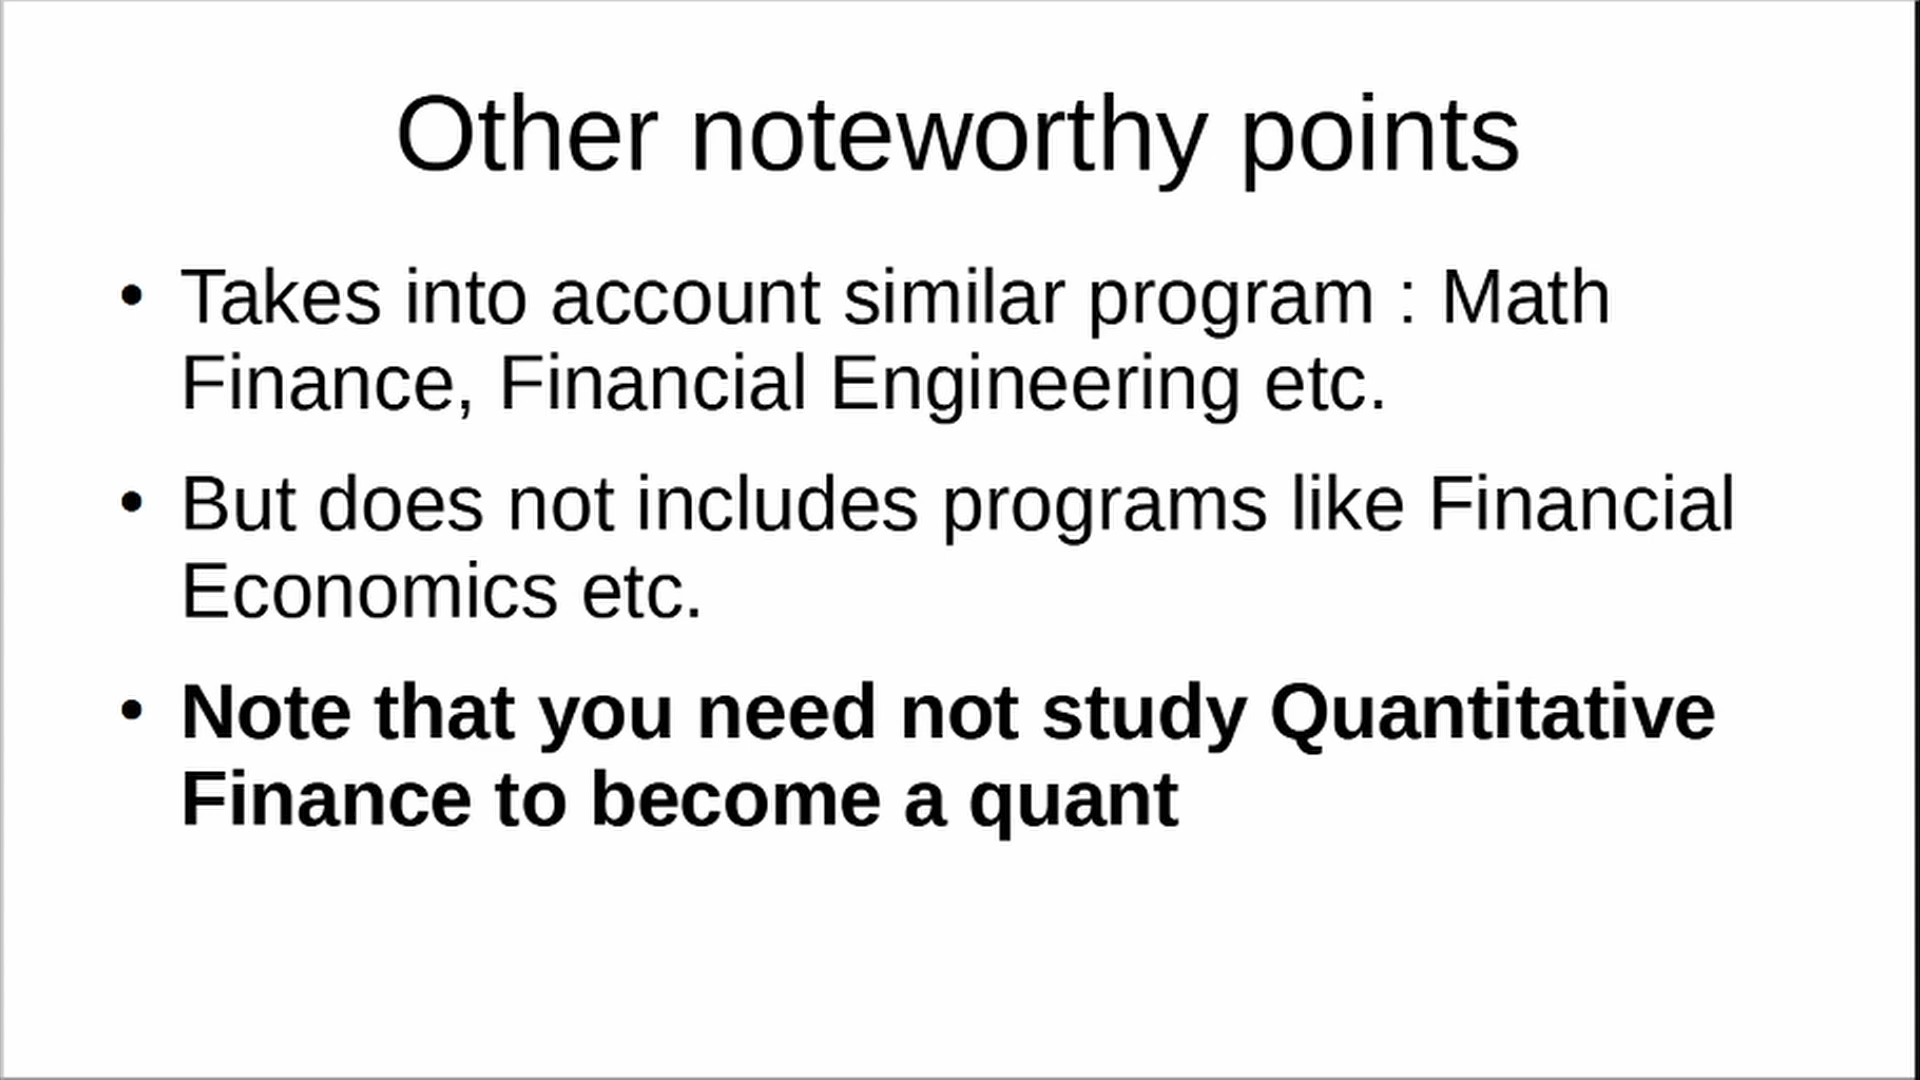 Other noteworthy points
• Takes into account similar program : Math
Finance, Financial Engineering etc.
• But does not includes programs like Financial
Economics etc.
• Note that you need not study Quantitative
Finance to become a quant